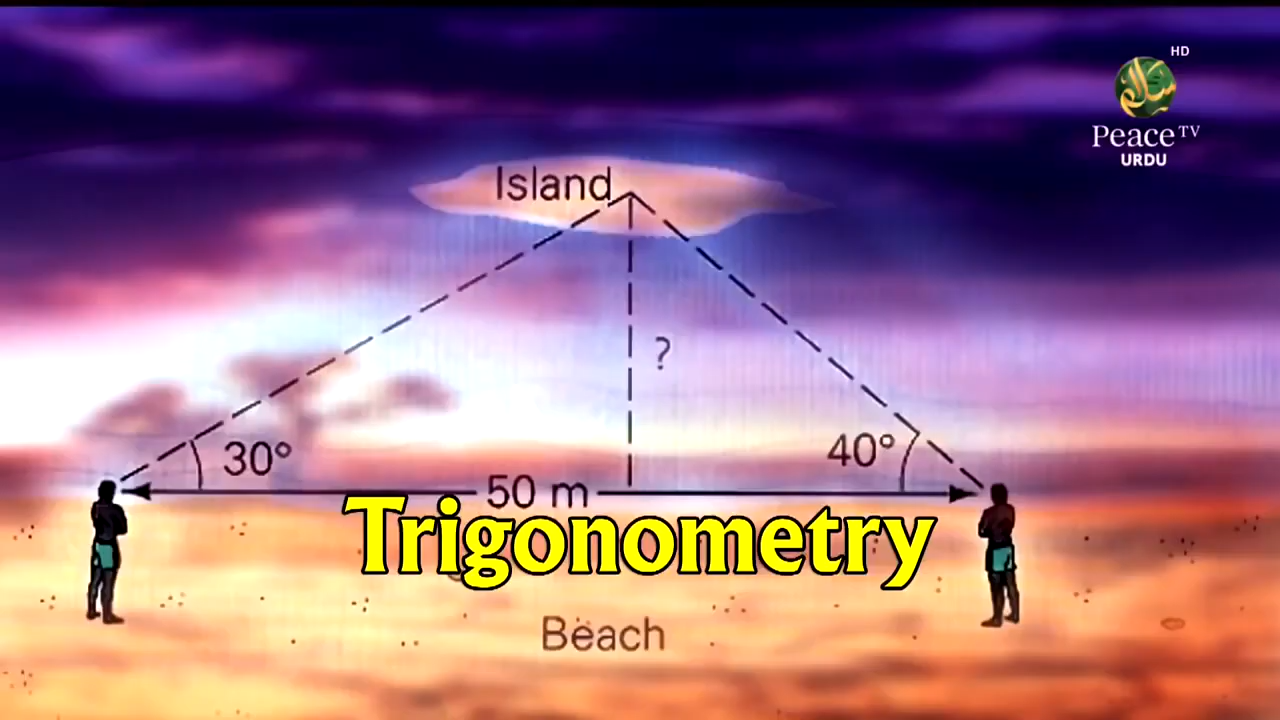 HD
Peace TV
URDU
Island
?
30°
40°
50 m
Trigonometry
Beach